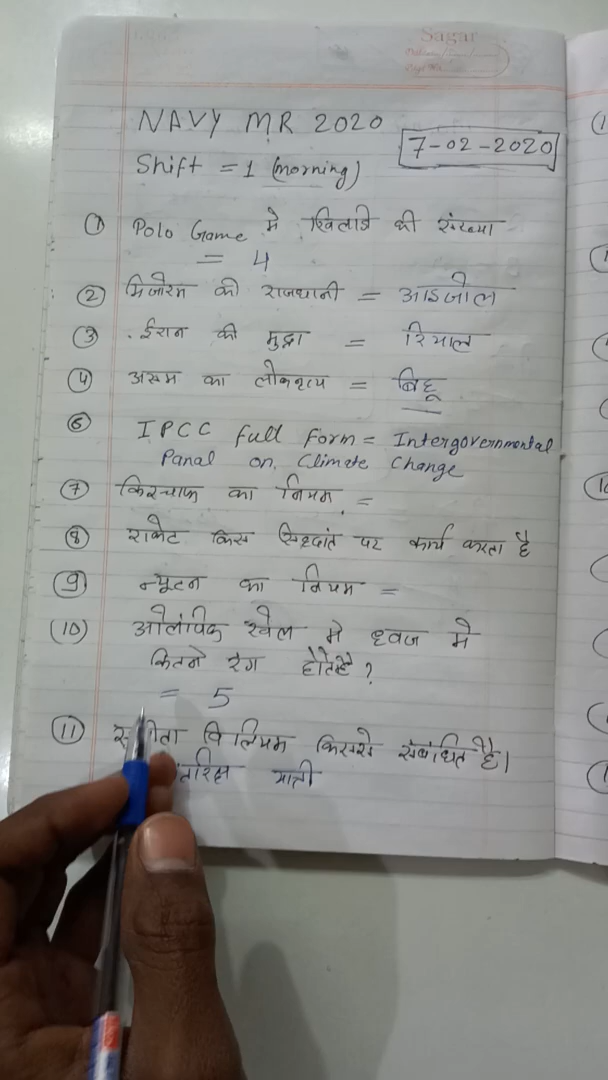 Sagar
NAVY MR 2020
7-02-2020
Shift = 1 (morning)
① Polo Game मे खिलाडि की संख्या
= 4
② मिजोरम की राजधानी = आइजोल
③ . ईरान की मुद्रा = रियाल
④ असम का लोकनृत्य = बिहू
⑥ IPCC full form = Intergovernmental
Panal on Climate Change
⑦ किरचाफ का नियम . =
⑧ राकेट किस सिध्दांत पर कार्य करता है
⑨ न्यूटन का नियम =
(10) ओलंपिक खेल मे ध्वज मे
कितने रंग होतेहै ?
= 5
⑪ विलियम किससे संबंधित है।
यात्री